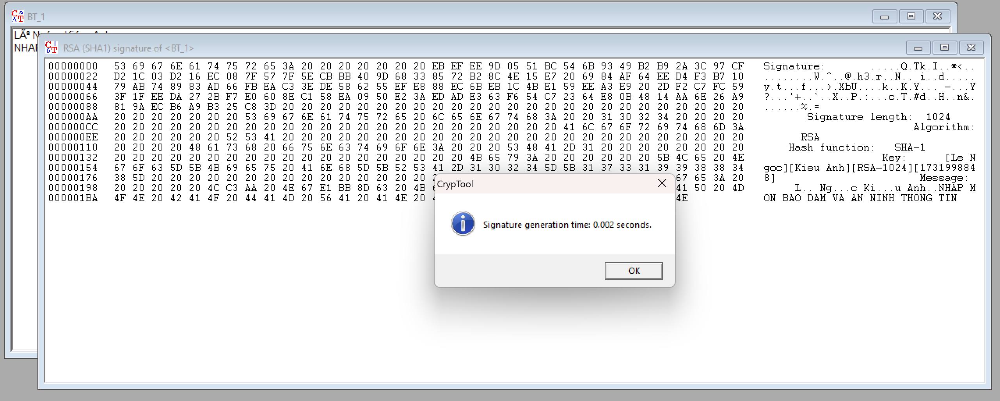 BT_1
LÃª
NHAP
RSA (SHA1) signature of <BT_1>
00000000 53 69 67 6E 61 74 75 72 65 3A 20 20 20 20 20 20 20 EB EF EE 9D 05 51 BC 54 6B 93 49 B2 B9 2A 3C 97 CF Signature: .....Q.Tk.I..*<..
00000022 D2 1C 03 D2 16 EC 08 7F 57 7F 5E CB BB 40 9D 68 33 85 72 B2 8C 4E 15 E7 20 69 84 AF 64 EE D4 F3 B7 10 ........W.^..@.h3.r..N.. i..d.....
00000044 79 AB 74 89 83 AD 66 FB EA C3 3E DE 58 62 55 EF E8 88 EC 6B EB 1C 4B E1 59 EE A3 E9 20 2D F2 C7 FC 59 y.t...f...>.XbU....k..K.Y... -...Y
00000066 3F 1F EE DA 27 2B F7 E0 60 8E C1 58 EA 09 50 E2 3A ED AD E3 63 F6 54 C7 23 64 E8 0B 48 14 AA 6E 26 A9 ?...'+..`..X..P.:...c.T.#d..H..n&.
00000088 81 9A EC B6 A9 B3 25 C8 3D 20 20 20 20 20 20 20 20 20 20 20 20 20 20 20 20 20 20 20 20 20 20 20 20 20 ......%.=
000000AA 20 20 20 20 20 20 20 53 69 67 6E 61 74 75 72 65 20 6C 65 6E 67 74 68 3A 20 20 31 30 32 34 20 20 20 20 Signature length: 1024
000000CC 20 20 20 20 20 20 20 20 20 20 20 20 20 20 20 20 20 20 20 20 20 20 20 20 41 6C 67 6F 72 69 74 68 6D 3A Algorithm:
000000EE 20 20 20 20 20 20 52 53 41 20 20 20 20 20 20 20 20 20 20 20 20 20 20 20 20 20 20 20 20 20 20 20 20 20 RSA
00000110 20 20 20 20 48 61 73 68 20 66 75 6E 63 74 69 6F 6E 3A 20 20 20 53 48 41 2D 31 20 20 20 20 20 20 20 20 Hash function: SHA-1
00000132 20 20 20 20 20 20 20 20 20 20 20 20 20 20 20 20 20 20 20 4B 65 79 3A 20 20 20 20 20 20 5B 4C 65 20 4E Key: [Le N
00000154 67 6F 63 5D 5B 4B 69 65 75 20 41 6E 68 5D 5B 52 53 41 2D 31 30 32 34 5D 5B 31 37 33 31 39 39 38 38 34 goc][Kieu Anh][RSA-1024][173199884
00000176 38 5D 20 20 20 20 20 20 20 20 20 20 20 20 20 20 20 67 65 3A 20 8] Message:
00000198 20 20 20 20 20 4C C3 AA 20 4E 67 E1 BB 8D 63 20 4B 41 50 20 4D L.. Ng...c Ki...u Anh..NHAP M
000001BA 4F 4E 20 42 41 4F 20 44 41 4D 20 56 41 20 41 4E 20 4E ON BAO DAM VA AN NINH THONG TIN
CrypTool
Signature generation time: 0.002 seconds.
OK